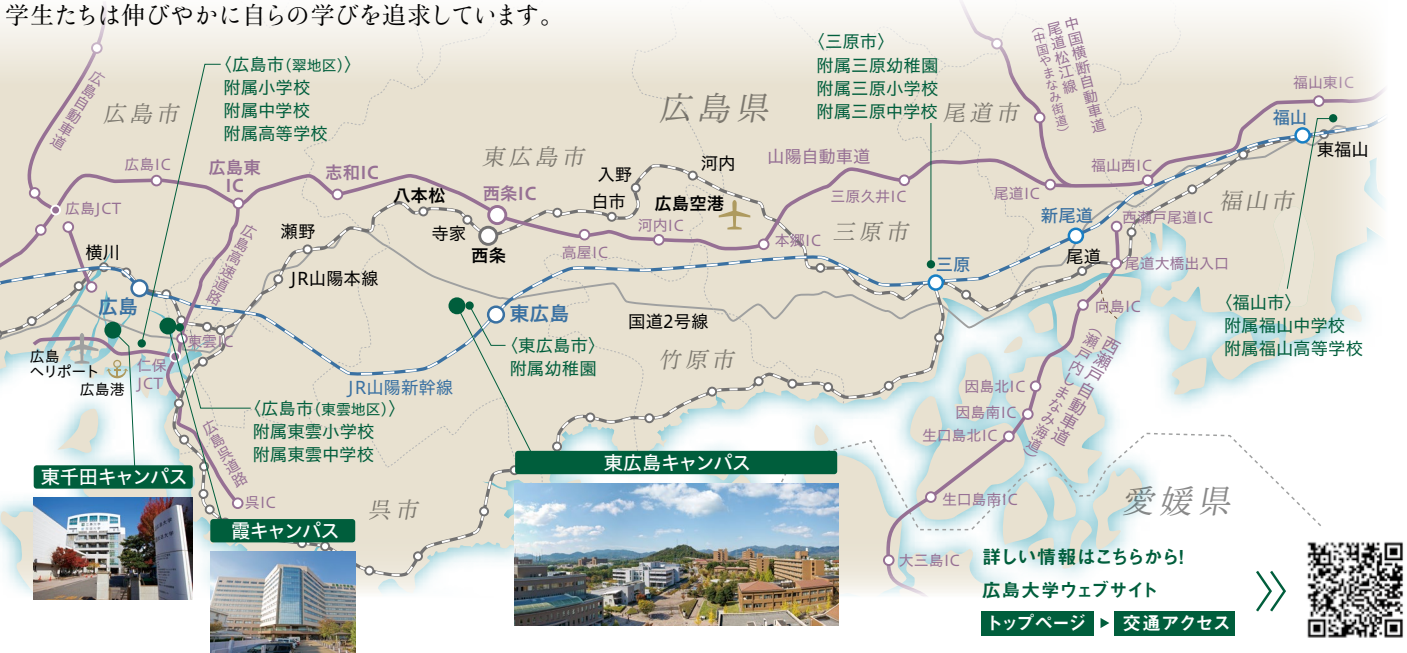 学生たちは伸びやかに自らの学びを追求しています。
広島自動車道
広島市
〈広島市(翠地区)〉
附属小学校
附属中学校
附属高等学校
広島県
〈三原市〉
附属三原幼稚園
附属三原小学校
附属三原中学校
尾道市
中国横断自動車道
尾道松江線
(中国やまなみ街道)
福山東IC
福山
東福山
広島IC
広島東
IC
志和IC
東広島市
入野
河内
山陽自動車道
福山西IC
八本松
西条IC
白市
広島空港
三原久井IC
尾道IC
福山市
広島JCT
広島高速道路
瀬野
寺家
西条
高屋IC
河内IC
本郷IC
三原市
新尾道
西瀬戸尾道IC
横川
JR山陽本線
三原
尾道
尾道大橋出入口
広島
東広島
国道2号線
向島IC
〈福山市〉
附属福山中学校
附属福山高等学校
東雲IC
広島
ヘリポート
広島港
仁保
JCT
〈東広島市〉
附属幼稚園
竹原市
JR山陽新幹線
西瀬戸自動車道
(瀬戸内しまなみ海道)
因島北IC
因島南IC
生口島北IC
〈広島市(東雲地区)〉
附属東雲小学校
附属東雲中学校
広島呉道路
東千田キャンパス
東広島キャンパス
呉IC
呉市
生口島南IC
愛媛県
霞キャンパス
大三島IC
詳しい情報はこちらから!
広島大学ウェブサイト
トップページ ▶ 交通アクセス